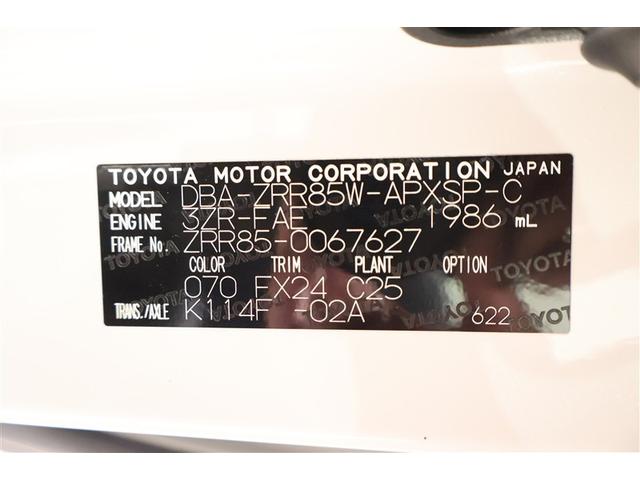 TOYOTA MOTOR CORPORATION JAPAN
MODEL DBA-ZRR85W-APXSP-C
ENGINE 3ZR-FAE 1986 mL
FRAME No. ZRR85-0067627
COLOR TRIM PLANT OPTION
070 FX24 C25
TRANS./AXLE K114F -02A 622